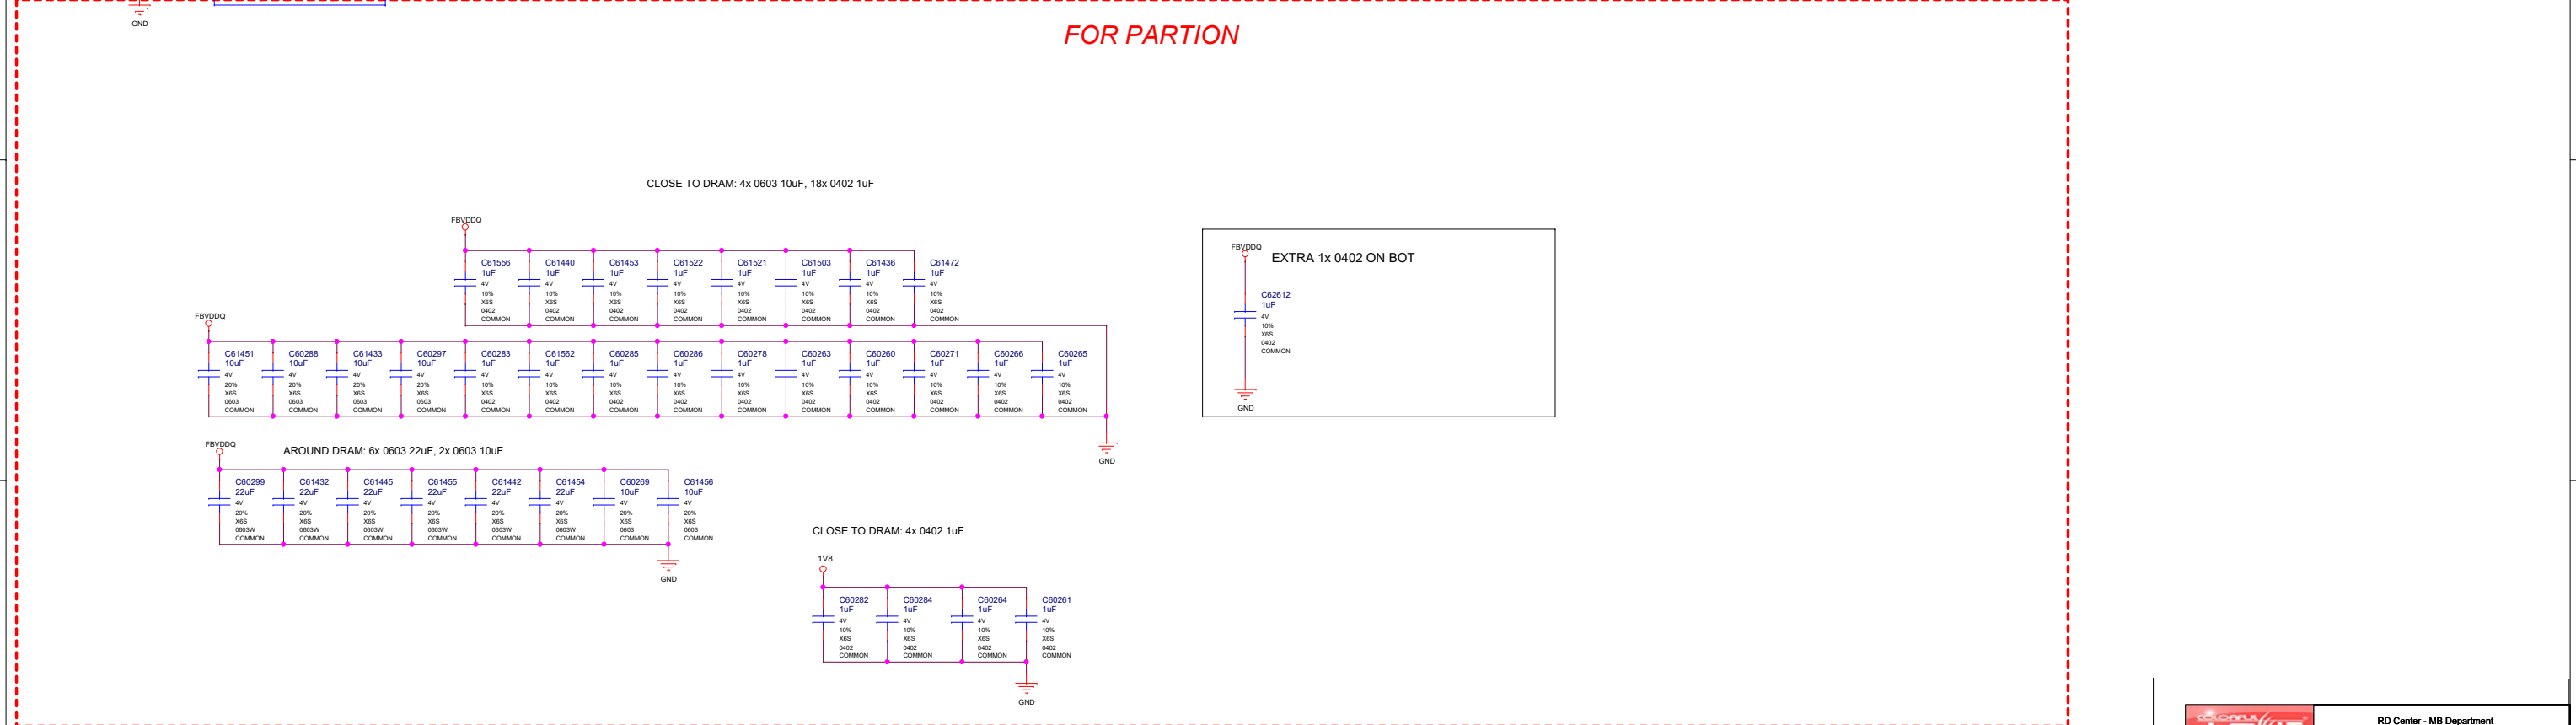 GND
FOR PARTION
CLOSE TO DRAM: 4x 0603 10uF, 18x 0402 1uF
FBVDDQ
C61556 C61440 C61453 C61522 C61521 C61503 C61436 C61472
1uF 1uF 1uF 1uF 1uF 1uF 1uF 1uF
4V 4V 4V 4V 4V 4V 4V 4V
10% 10% 10% 10% 10% 10% 10% 10%
X6S X6S X6S X6S X6S X6S X6S X6S
0402 0402 0402 0402 0402 0402 0402 0402
COMMON COMMON COMMON COMMON COMMON COMMON COMMON COMMON
FBVDDQ
EXTRA 1x 0402 ON BOT
C62612
1uF
4V
10%
X6S
0402
COMMON
GND
FBVDDQ
C61451 C60288 C61433 C60297 C60283 C61562 C60285 C60286 C60278 C60263 C60260 C60271 C60266 C60265
10uF 10uF 10uF 10uF 1uF 1uF 1uF 1uF 1uF 1uF 1uF 1uF 1uF 1uF
4V 4V 4V 4V 4V 4V 4V 4V 4V 4V 4V 4V 4V 4V
20% 20% 20% 20% 10% 10% 10% 10% 10% 10% 10% 10% 10% 10%
X6S X6S X6S X6S X6S X6S X6S X6S X6S X6S X6S X6S X6S X6S
0603 0603 0603 0603 0402 0402 0402 0402 0402 0402 0402 0402 0402 0402
COMMON COMMON COMMON COMMON COMMON COMMON COMMON COMMON COMMON COMMON COMMON COMMON COMMON COMMON
GND
FBVDDQ
AROUND DRAM: 6x 0603 22uF, 2x 0603 10uF
C60299 C61432 C61445 C61455 C61442 C61454 C60269 C61456
22uF 22uF 22uF 22uF 22uF 22uF 10uF 10uF
4V 4V 4V 4V 4V 4V 4V 4V
20% 20% 20% 20% 20% 20% 20% 20%
X6S X6S X6S X6S X6S X6S X6S X6S
0603W 0603W 0603W 0603W 0603W 0603W 0603 0603
COMMON COMMON COMMON COMMON COMMON COMMON COMMON COMMON
GND
CLOSE TO DRAM: 4x 0402 1uF
1V8
C60282 C60284 C60264 C60261
1uF 1uF 1uF 1uF
4V 4V 4V 4V
10% 10% 10% 10%
X6S X6S X6S X6S
0402 0402 0402 0402
COMMON COMMON COMMON COMMON
GND
COLORFUL
RD Center - MB Department